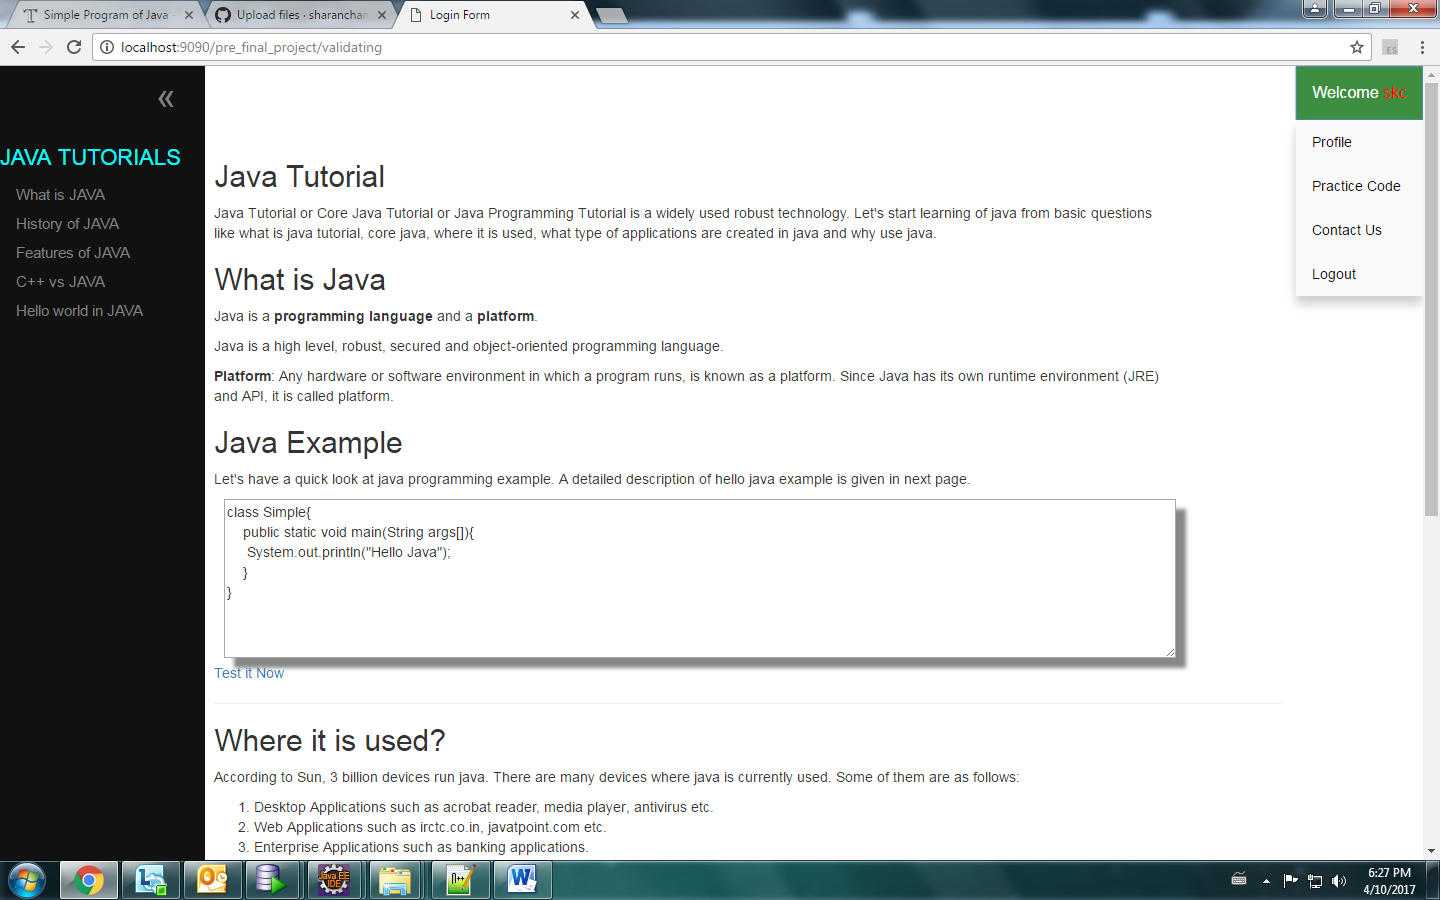 Simple Program of Java -
Upload files · sharanchan
Login Form
localhost:9090/pre_final_project/validating
ES
«
Welcome skc
JAVA TUTORIALS
What is JAVA
History of JAVA
Features of JAVA
C++ vs JAVA
Hello world in JAVA
Profile
Practice Code
Contact Us
Logout
Java Tutorial
Java Tutorial or Core Java Tutorial or Java Programming Tutorial is a widely used robust technology. Let's start learning of java from basic questions
like what is java tutorial, core java, where it is used, what type of applications are created in java and why use java.
What is Java
Java is a programming language and a platform.
Java is a high level, robust, secured and object-oriented programming language.
Platform: Any hardware or software environment in which a program runs, is known as a platform. Since Java has its own runtime environment (JRE)
and API, it is called platform.
Java Example
Let's have a quick look at java programming example. A detailed description of hello java example is given in next page.
class Simple{
public static void main(String args[]){
System.out.println("Hello Java");
}
}
Test it Now
Where it is used?
According to Sun, 3 billion devices run java. There are many devices where java is currently used. Some of them are as follows:
1. Desktop Applications such as acrobat reader, media player, antivirus etc.
2. Web Applications such as irctc.co.in, javatpoint.com etc.
3. Enterprise Applications such as banking applications.
Java EE
IDE
6:27 PM
4/10/2017